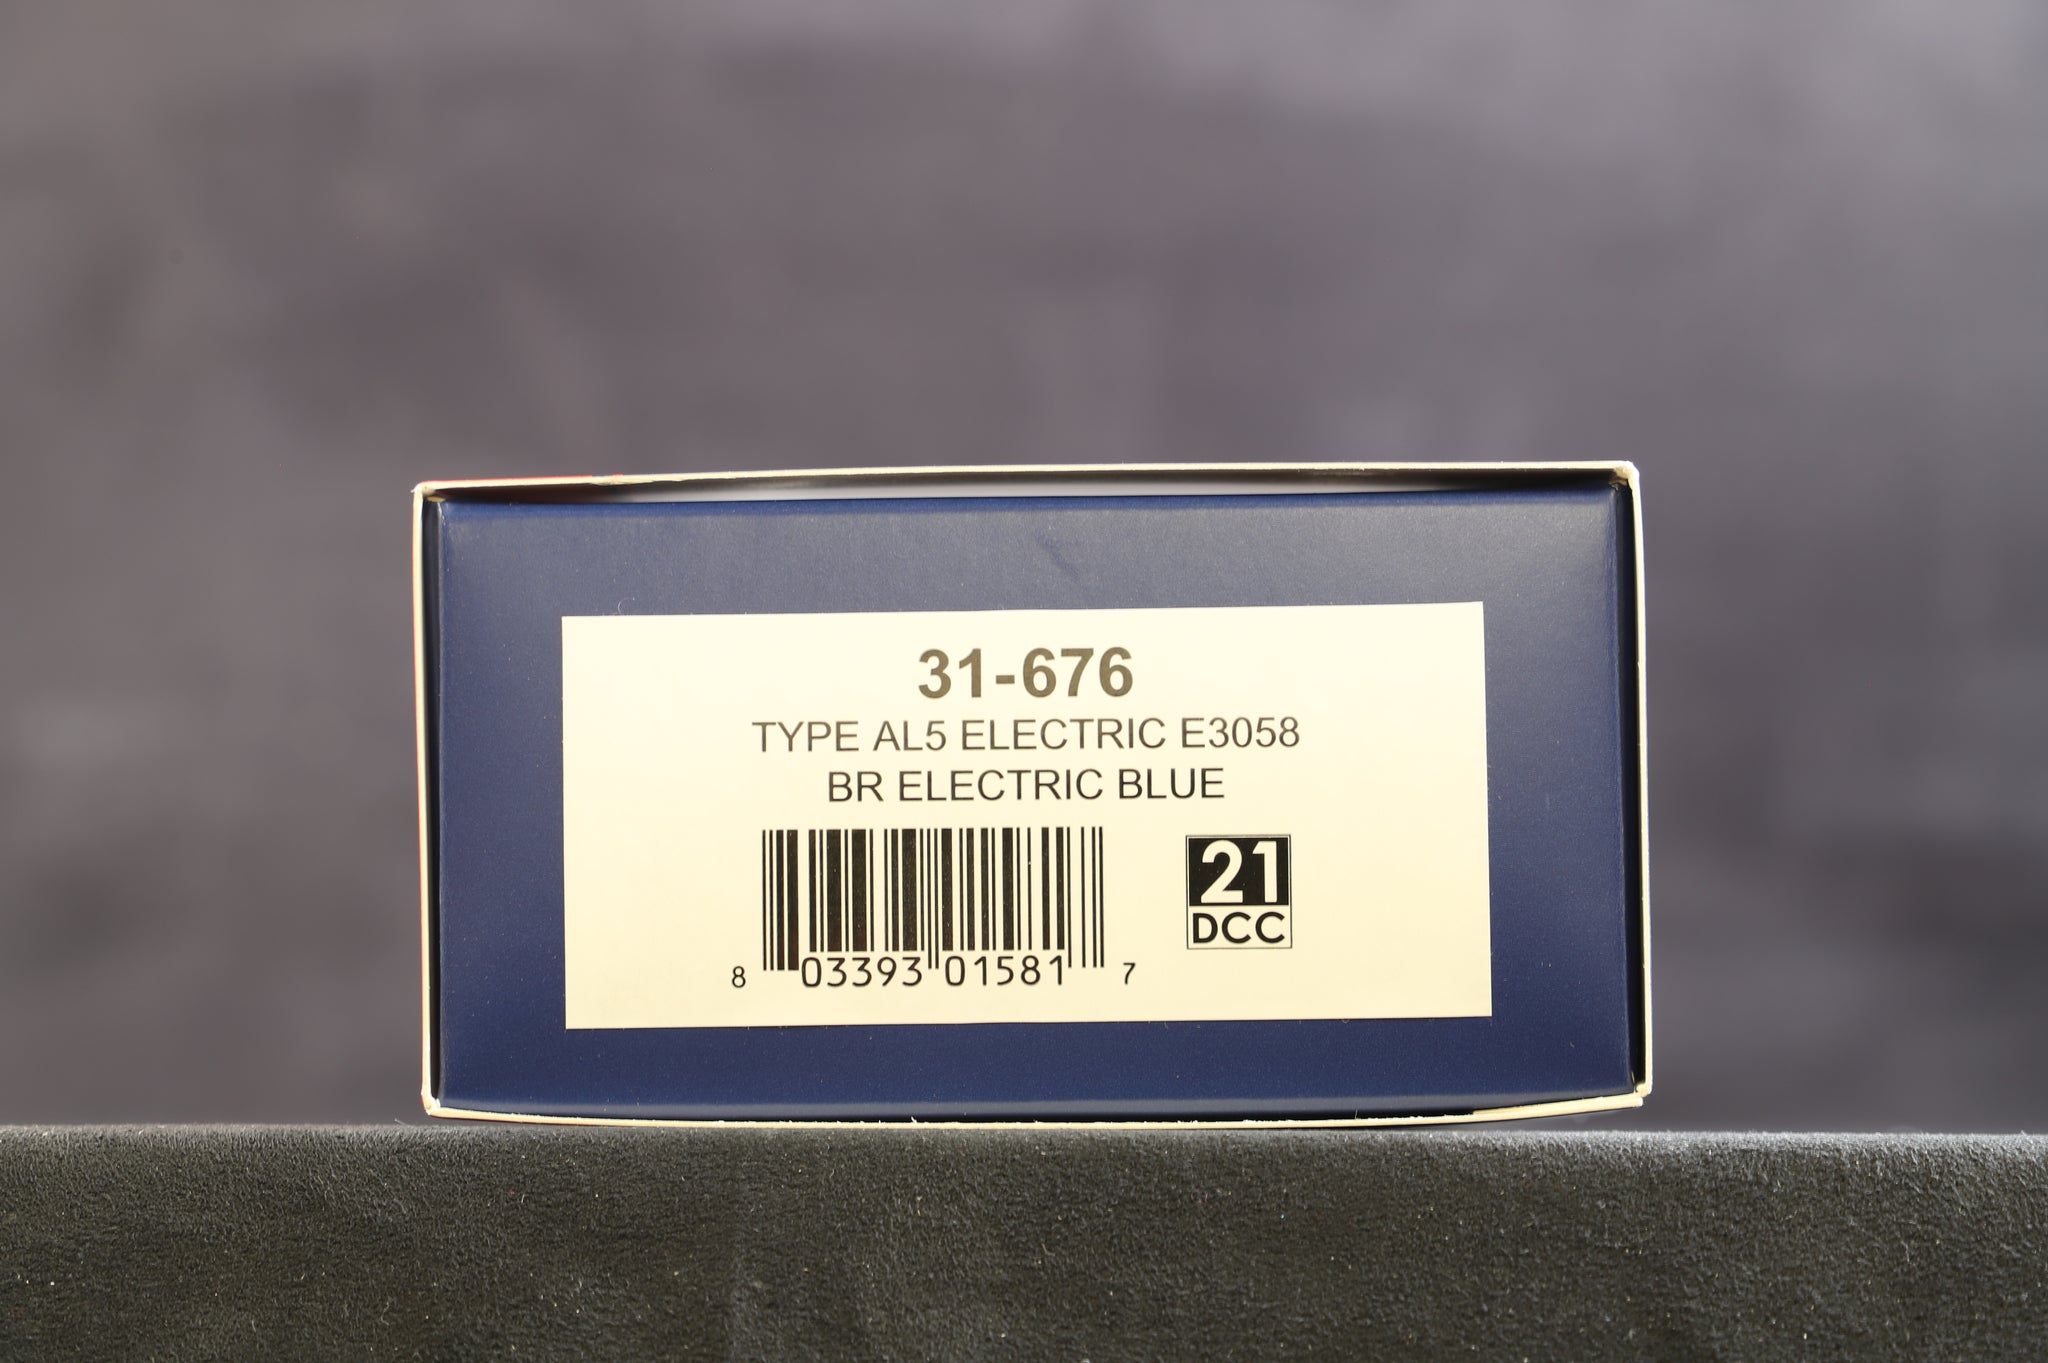 31-676
TYPE AL5 ELECTRIC E3058
BR ELECTRIC BLUE
21
DCC
8 03393 01581 7